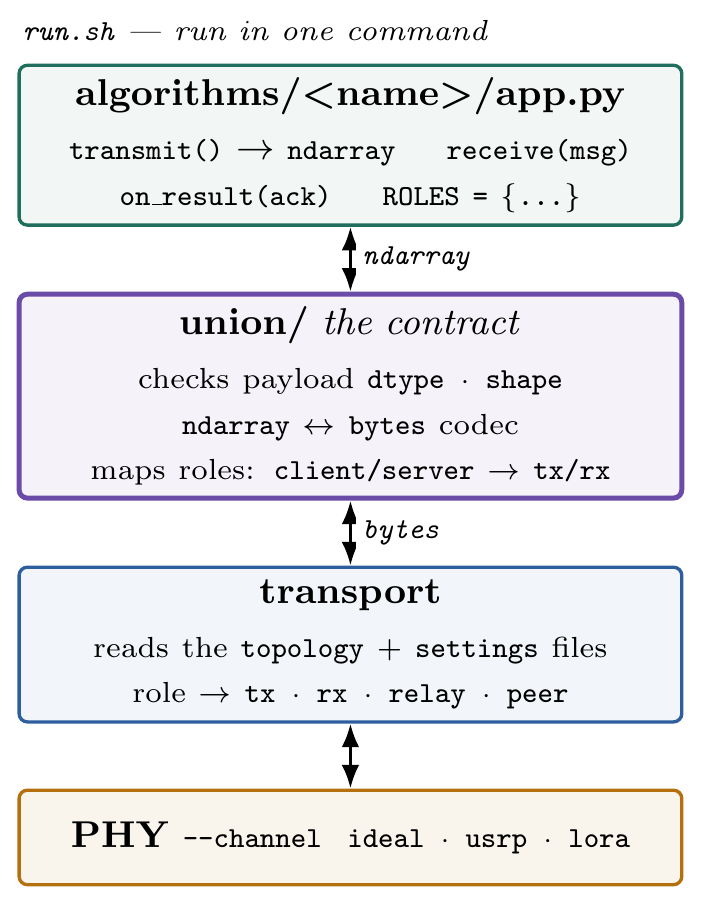 run.sh — run in one command
algorithms/<name>/app.py
transmit() → ndarray receive(msg)
on_result(ack) ROLES = {...}
ndarray
union/ the contract
checks payload dtype · shape
ndarray ↔ bytes codec
maps roles: client/server → tx/rx
bytes
transport
reads the topology + settings files
role → tx · rx · relay · peer
PHY --channel ideal · usrp · lora